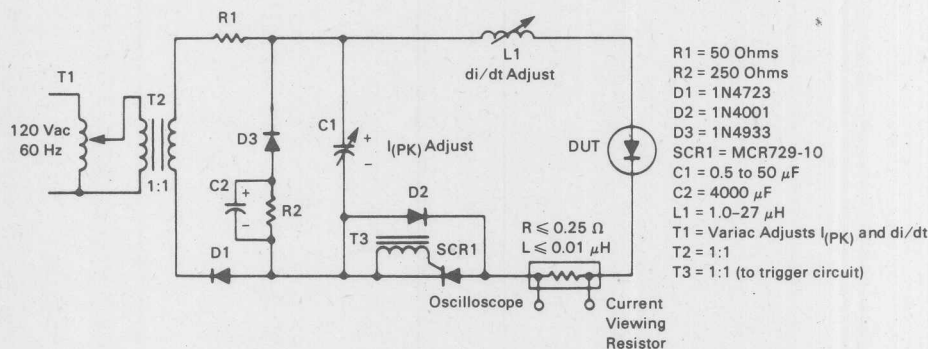 R1
T1
T2
L1
di/dt Adjust
120 Vac
60 Hz
1:1
D3
C1
+
−
I(PK) Adjust
DUT
C2
+
−
R2
D2
T3
SCR1
D1
R ⩽ 0.25 Ω
L ⩽ 0.01 μH
Oscilloscope
Current
Viewing
Resistor
R1 = 50 Ohms
R2 = 250 Ohms
D1 = 1N4723
D2 = 1N4001
D3 = 1N4933
SCR1 = MCR729-10
C1 = 0.5 to 50 μF
C2 = 4000 μF
L1 = 1.0–27 μH
T1 = Variac Adjusts I(PK) and di/dt
T2 = 1:1
T3 = 1:1 (to trigger circuit)